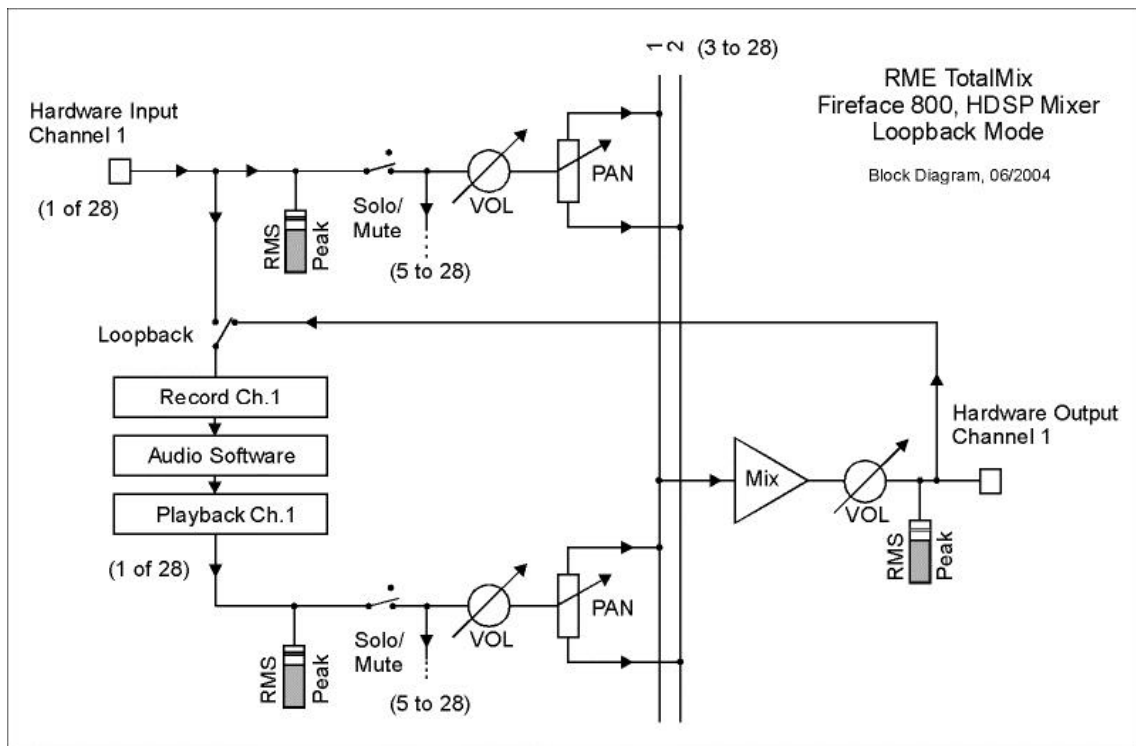 1
2
(3 to 28)
RME TotalMix
Fireface 800, HDSP Mixer
Loopback Mode
Block Diagram, 06/2004
Hardware Input
Channel 1
(1 of 28)
RMS
Peak
Solo/
Mute
(5 to 28)
VOL
PAN
Loopback
Record Ch.1
Audio Software
Playback Ch.1
(1 of 28)
Hardware Output
Channel 1
Mix
VOL
RMS
Peak
RMS
Peak
Solo/
Mute
(5 to 28)
VOL
PAN